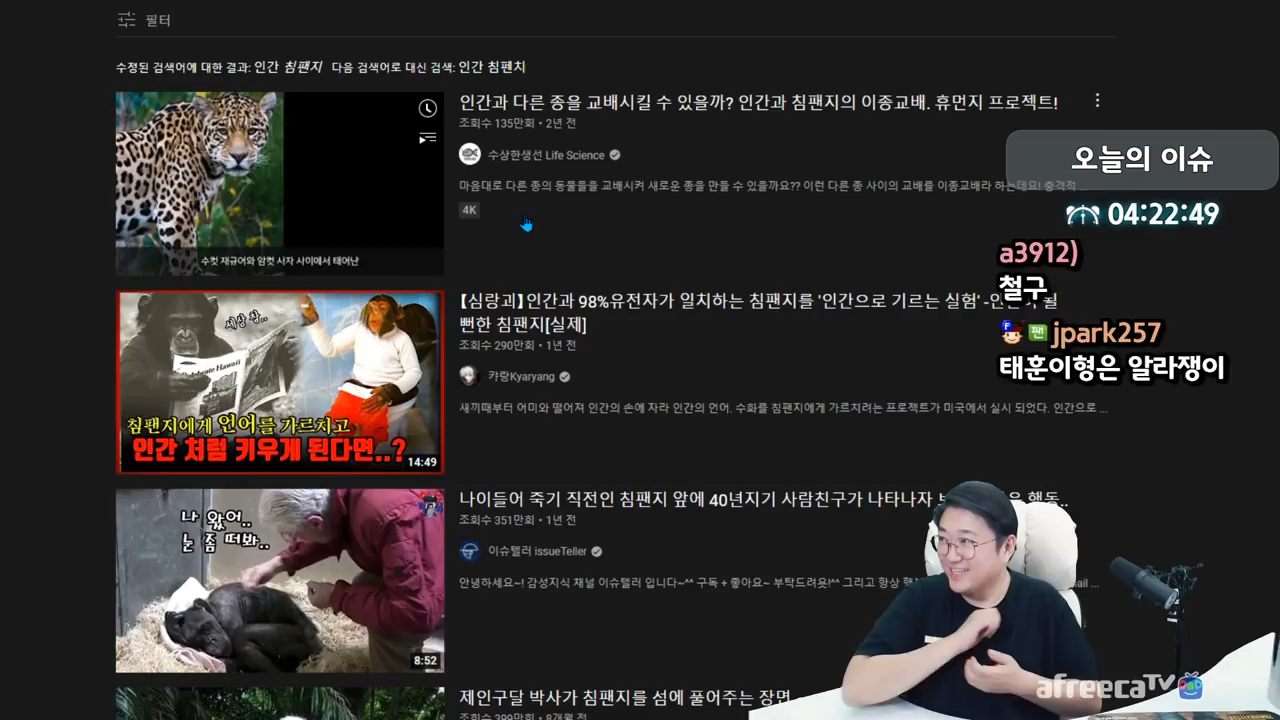 필터
수정된 검색어에 대한 결과: 인간 침팬지 다음 검색어로 대신 검색: 인간 침펜치
인간과 다른 종을 교배시킬 수 있을까? 인간과 침팬지의 이종교배. 휴먼지 프로젝트!
조회수 135만회 • 2년 전
수상한생선 Life Science
마음대로 다른 종의 동물들을 교배시켜 새로운 종을 만들 수 있을까요?? 이런 다른 종 사이의 교배를 이종교배라 하는데요! 충격적 ...
4K
수컷 재규어와 암컷 사자 사이에서 태어난
오늘의 이슈
04:22:49
a3912)
철구
F 팬 jpark257
태훈이형은 알라쟁이
【심랑괴】인간과 98%유전자가 일치하는 침팬지를 '인간으로 기르는 실험'
뻔한 침팬지[실제]
조회수 290만회 • 1년 전
카랑Kyaryang
새끼때부터 어미와 떨어져 인간의 손에 자라 인간의 언어. 수화를 침팬지에게 가르치려는 프로젝트가 미국에서 실시 되었다. 인간으로 ...
세상 참..
침팬지에게 언어를 가르치고
인간 처럼 키우게 된다면..?
14:49
나이들어 죽기 직전인 침팬지 앞에 40년지기 사람친구가 나타나자
조회수 351만회 • 1년 전
이슈텔러 issueTeller
안녕하세요~! 감성지식 채널 이슈텔러 입니다~^^ 구독 + 좋아요~ 부탁드려욧!^^ 그리고 항상
나 왔어..
눈 좀 떠봐..
8:52
제인구달 박사가 침팬지를 섬에 풀어주는 장면
조회수 399만회 • 8개월 전
afreecaTV